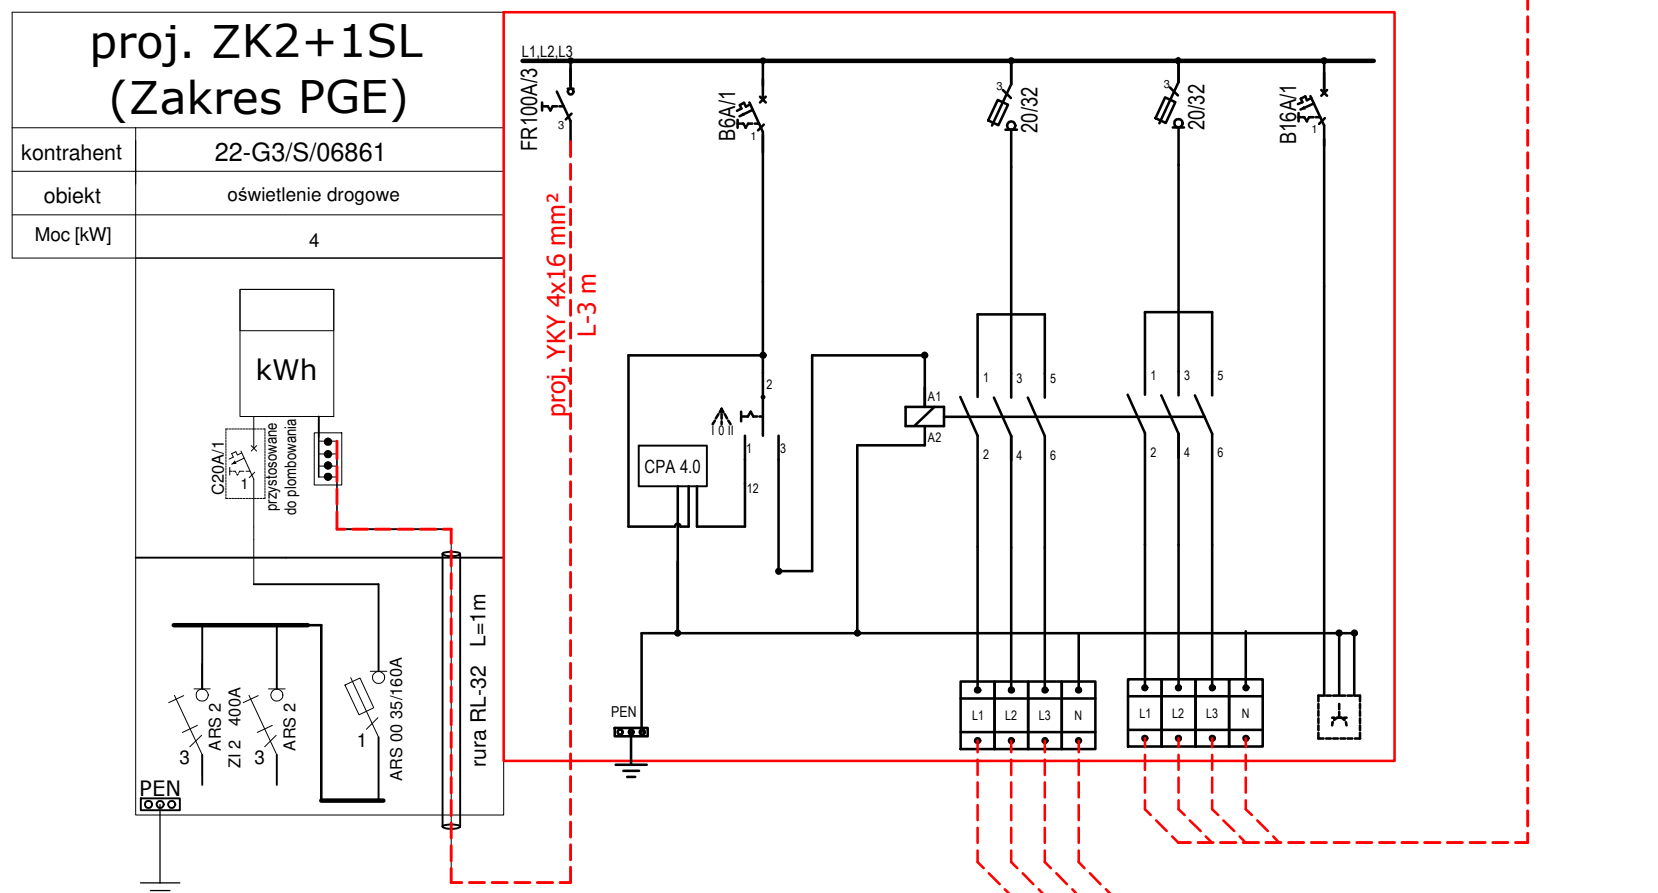 proj. ZK2+1SL
(Zakres PGE)
kontrahent 22-G3/S/06861
obiekt oświetlenie drogowe
Moc [kW] 4
kWh
C20A/1
1
przystosowane
do plombowania
ARS 2
3
ZI 2 400A
ARS 2
3
ARS 00 35/160A
1
PEN
rura RL-32 L=1m
L1,L2,L3
FR100A/3
3
proj. YKY 4x16 mm²
L-3 m
B6A/1
1
3
20/32
3
20/32
B16A/1
1
2
I 0 II
1
3
12
CPA 4.0
A1
A2
1 3 5
2 4 6
1 3 5
2 4 6
PEN
L1 L2 L3 N
L1 L2 L3 N